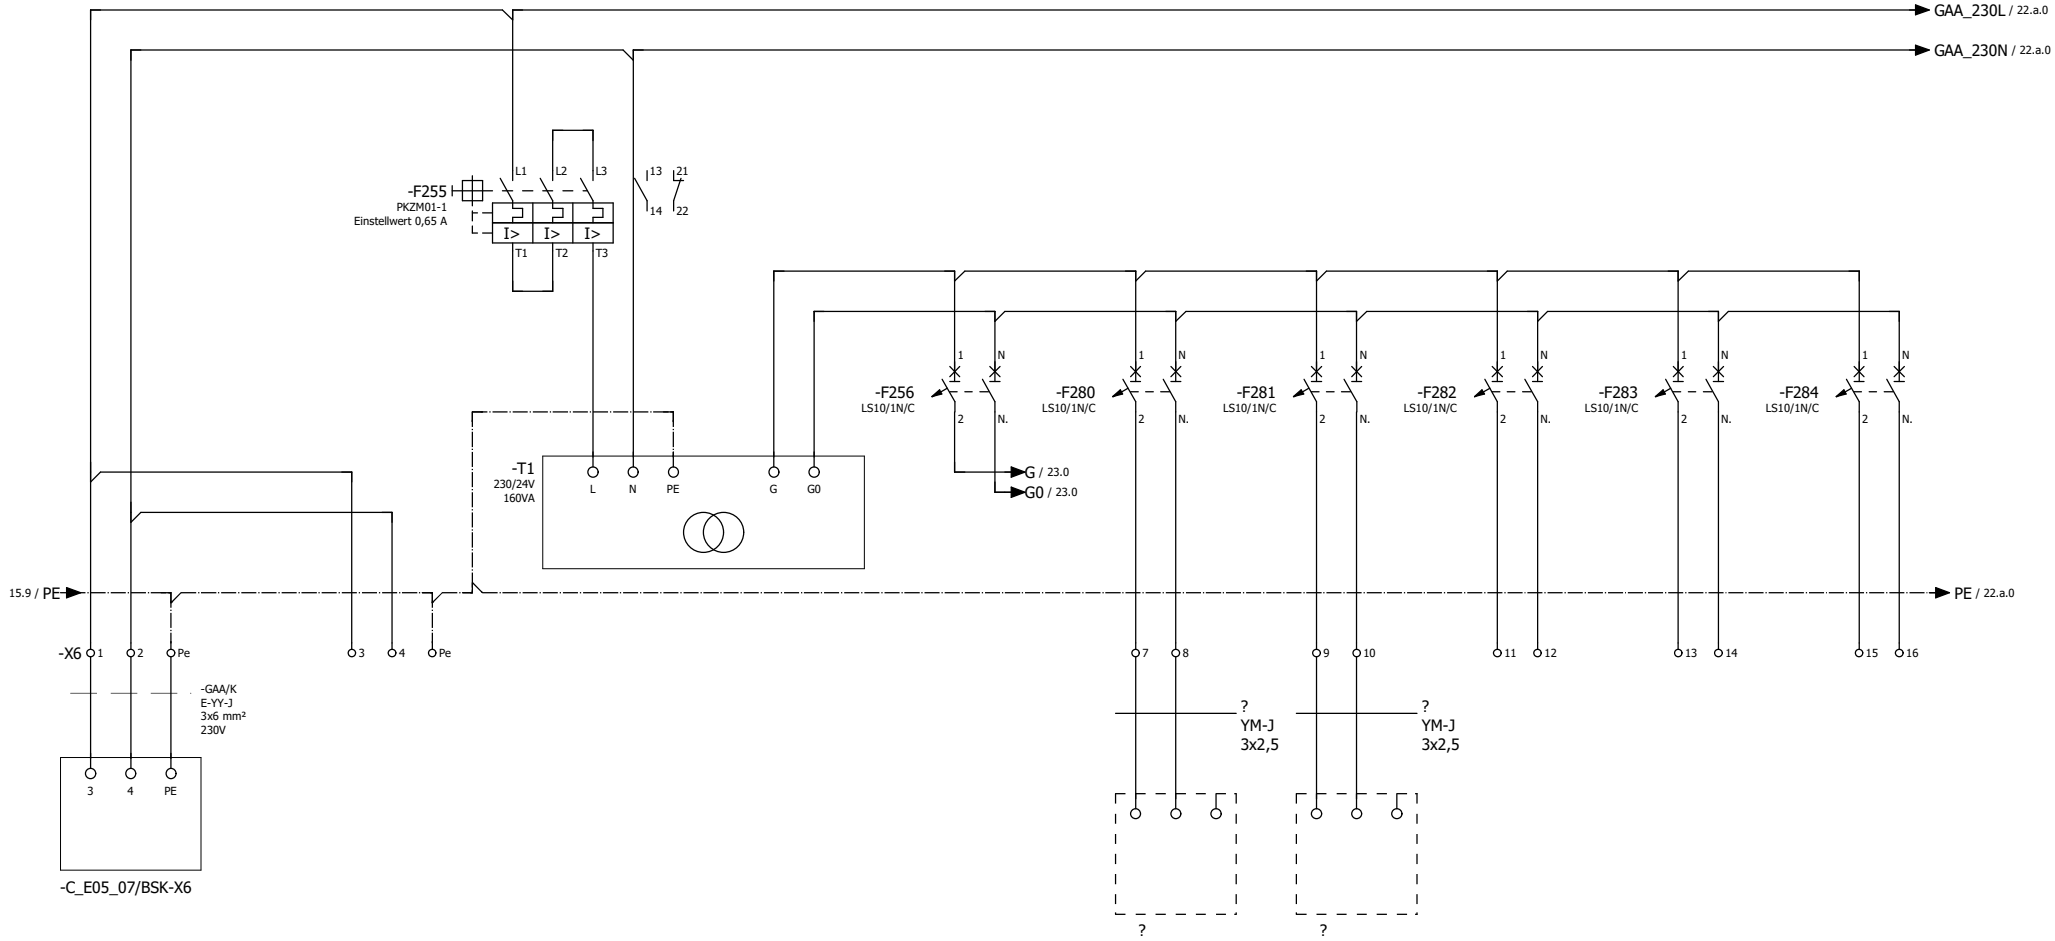 GAA_230L / 22.a.0
GAA_230N / 22.a.0
L1 L2 L3 13 21
-F255
PKZM01-1
Einstellwert 0,65 A
14 22
I> I> I>
T1 T2 T3
1 N 1 N 1 N 1 N 1 N 1 N
-F256 -F280 -F281 -F282 -F283 -F284
LS10/1N/C LS10/1N/C LS10/1N/C LS10/1N/C LS10/1N/C LS10/1N/C
2 N. 2 N. 2 N. 2 N. 2 N. 2 N.
-T1
230/24V
160VA
L N PE G G0
G / 23.0
G0 / 23.0
15.9 / PE
PE / 22.a.0
-X6 1 2 Pe 3 4 Pe 7 8 9 10 11 12 13 14 15 16
-GAA/K
E-YY-J
3x6 mm²
230V
? ?
YM-J YM-J
3x2,5 3x2,5
3 4 PE
-C_E05_07/BSK-X6
? ?